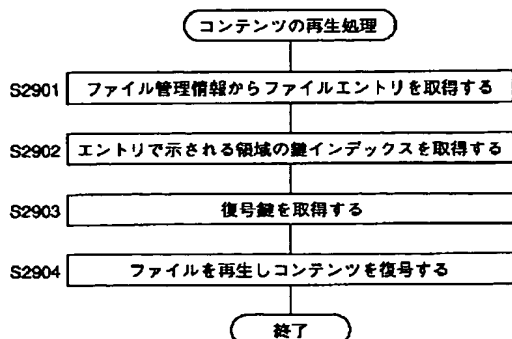 コンテンツの再生処理
S2901 ファイル管理情報からファイルエントリを取得する
S2902 エントリで示される領域の鍵インデックスを取得する
S2903 復号鍵を取得する
S2904 ファイルを再生しコンテンツを復号する
終了